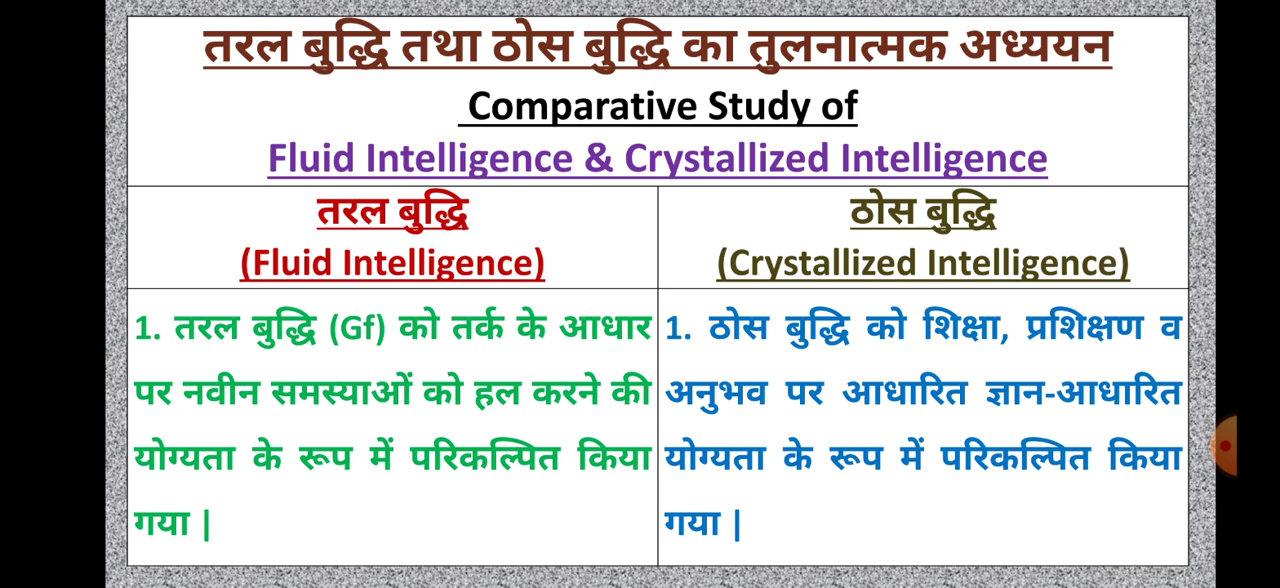 तरल बुद्धि तथा ठोस बुद्धि का तुलनात्मक अध्ययन
Comparative Study of
Fluid Intelligence & Crystallized Intelligence
तरल बुद्धि
(Fluid Intelligence)
ठोस बुद्धि
(Crystallized Intelligence)
1. तरल बुद्धि (Gf) को तर्क के आधार
पर नवीन समस्याओं को हल करने की
योग्यता के रूप में परिकल्पित किया
गया |
1. ठोस बुद्धि को शिक्षा, प्रशिक्षण व
अनुभव पर आधारित ज्ञान-आधारित
योग्यता के रूप में परिकल्पित किया
गया |